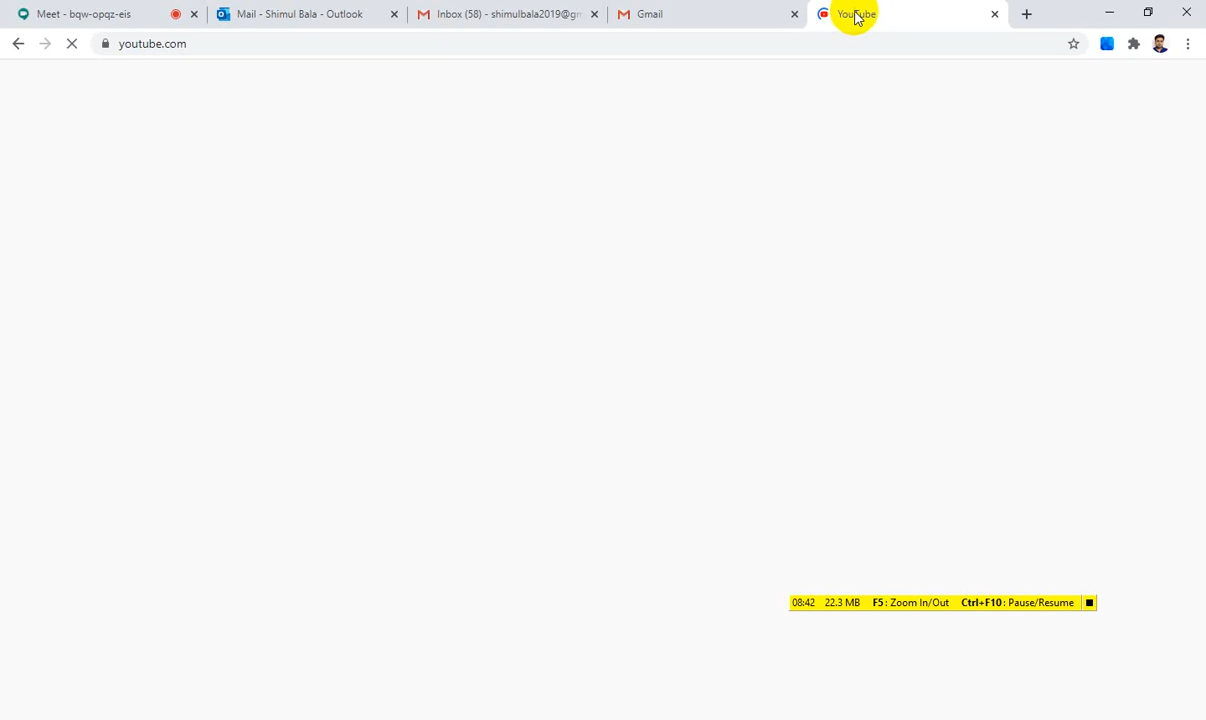 Meet - bqw-opqz-eis
Mail - Shimul Bala - Outlook
Inbox (58) - shimulbala2019@gm
Gmail
YouTube
youtube.com
08:42 22.3 MB F5: Zoom In/Out Ctrl+F10: Pause/Resume